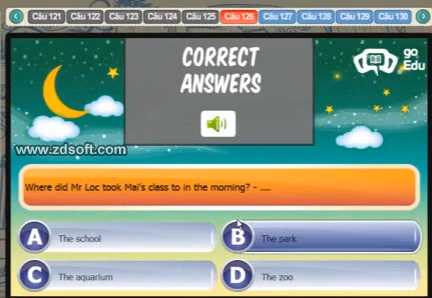 Câu 121 Câu 122 Câu 123 Câu 124 Câu 125 Câu 126 Câu 127 Câu 128 Câu 129 Câu 130
CORRECT
ANSWERS
go
Edu
www.zdsoft.com
Where did Mr Loc took Mai's class to in the morning? - ....
A The school
B The park
C The aquarium
D The zoo